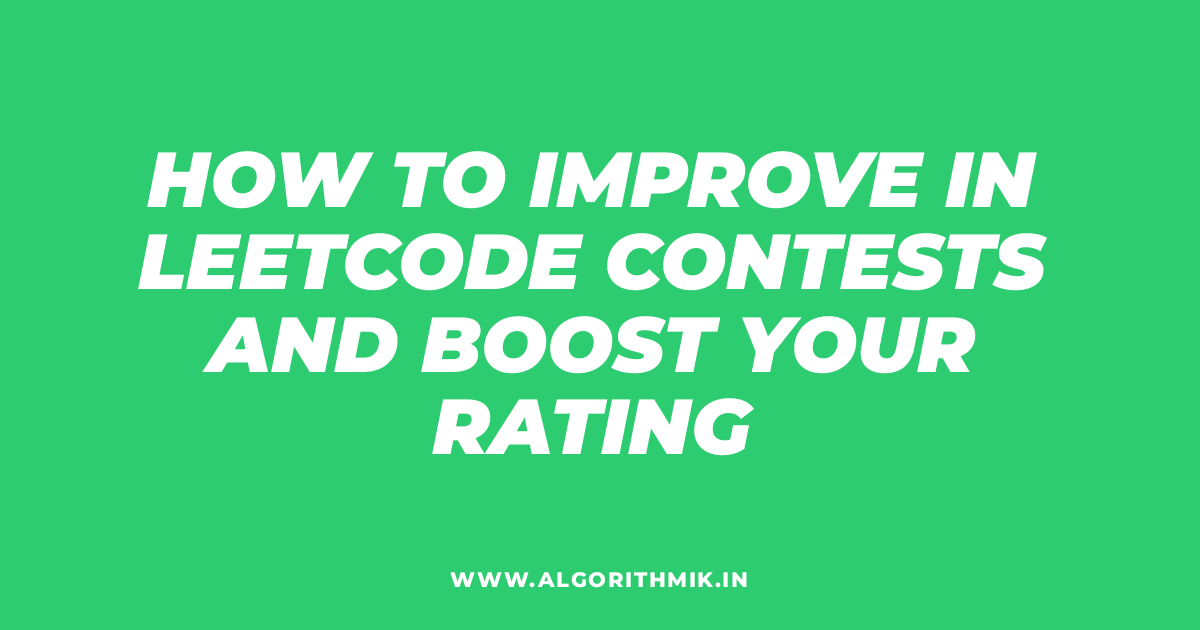 HOW TO IMPROVE IN
LEETCODE CONTESTS
AND BOOST YOUR
RATING
WWW.ALGORITHMIK.IN